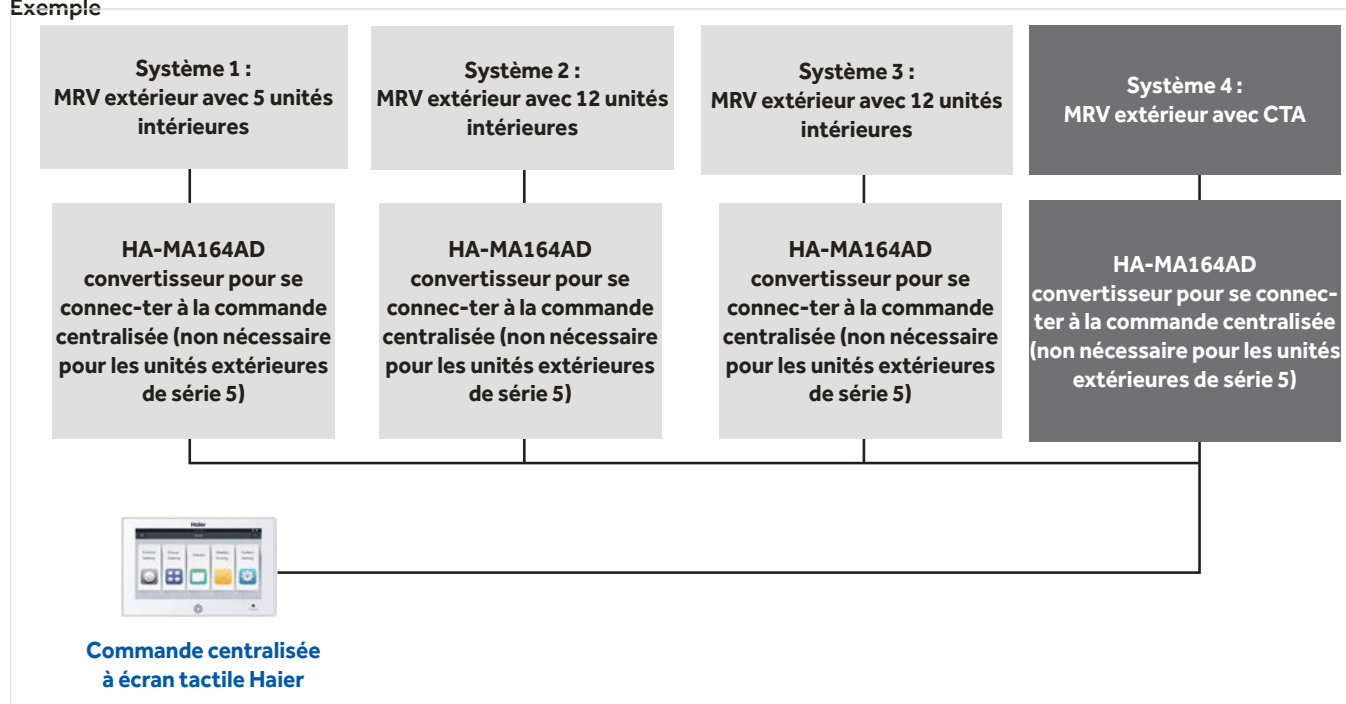 Exemple
Système 1 :
MRV extérieur avec 5 unités
intérieures
Système 2 :
MRV extérieur avec 12 unités
intérieures
Système 3 :
MRV extérieur avec 12 unités
intérieures
Système 4 :
MRV extérieur avec CTA
HA-MA164AD
convertisseur pour se
connec-ter à la commande
centralisée (non nécessaire
pour les unités extérieures
de série 5)
HA-MA164AD
convertisseur pour se
connec-ter à la commande
centralisée (non nécessaire
pour les unités extérieures
de série 5)
HA-MA164AD
convertisseur pour se
connec-ter à la commande
centralisée (non nécessaire
pour les unités extérieures
de série 5)
HA-MA164AD
convertisseur pour se connec-
ter à la commande centralisée
(non nécessaire pour les unités
extérieures de série 5)
Haier
Commande centralisée
à écran tactile Haier